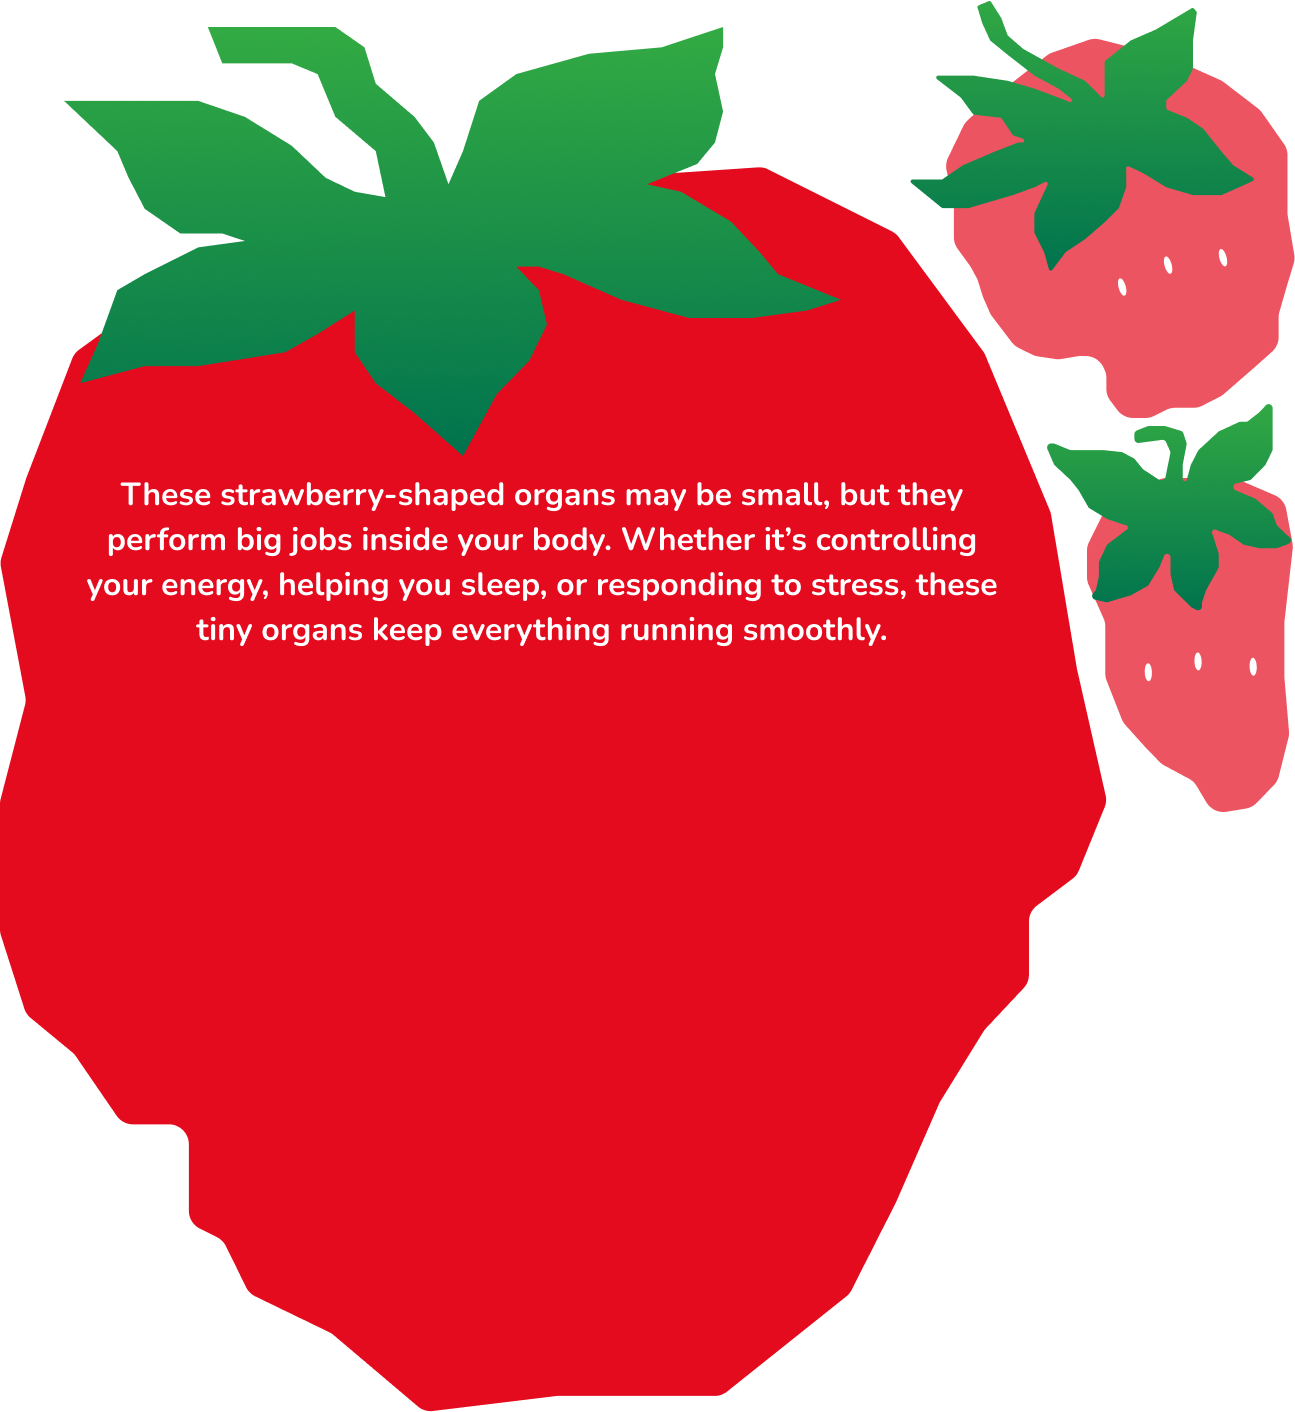 These strawberry-shaped organs may be small, but they
perform big jobs inside your body. Whether it’s controlling
your energy, helping you sleep, or responding to stress, these
tiny organs keep everything running smoothly.